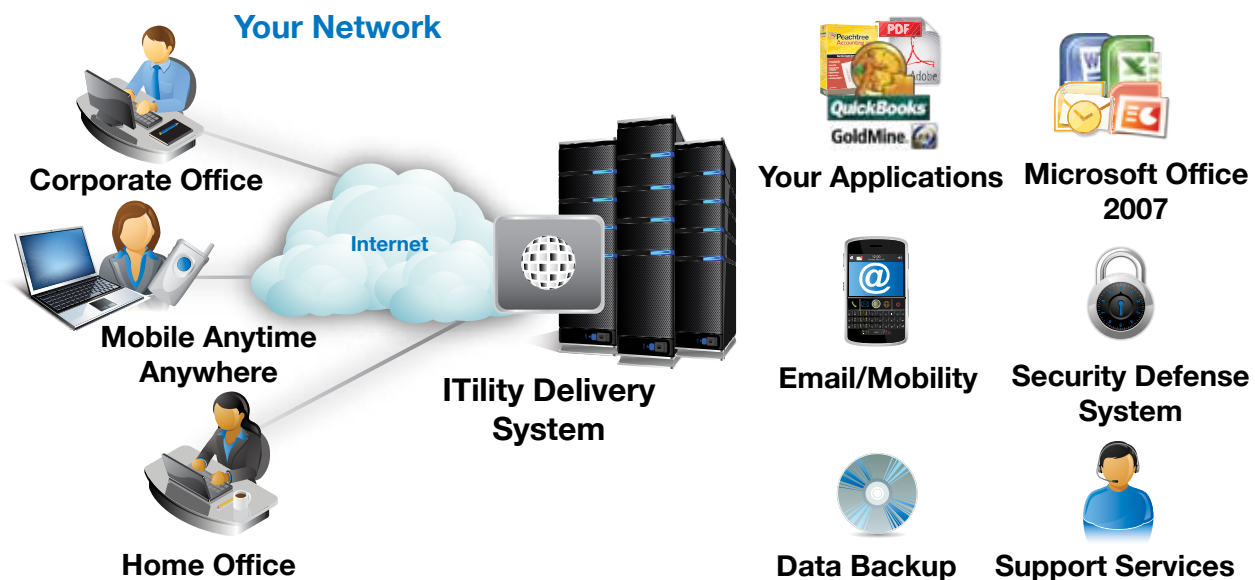 Your Network
Corporate Office
Mobile Anytime
Anywhere
Home Office
Internet
ITility Delivery
System
Peachtree
Accounting
PDF
Adobe
QuickBooks
GoldMine
Your Applications
W
X
Microsoft Office
2007
@
Email/Mobility
Security Defense
System
Data Backup
Support Services